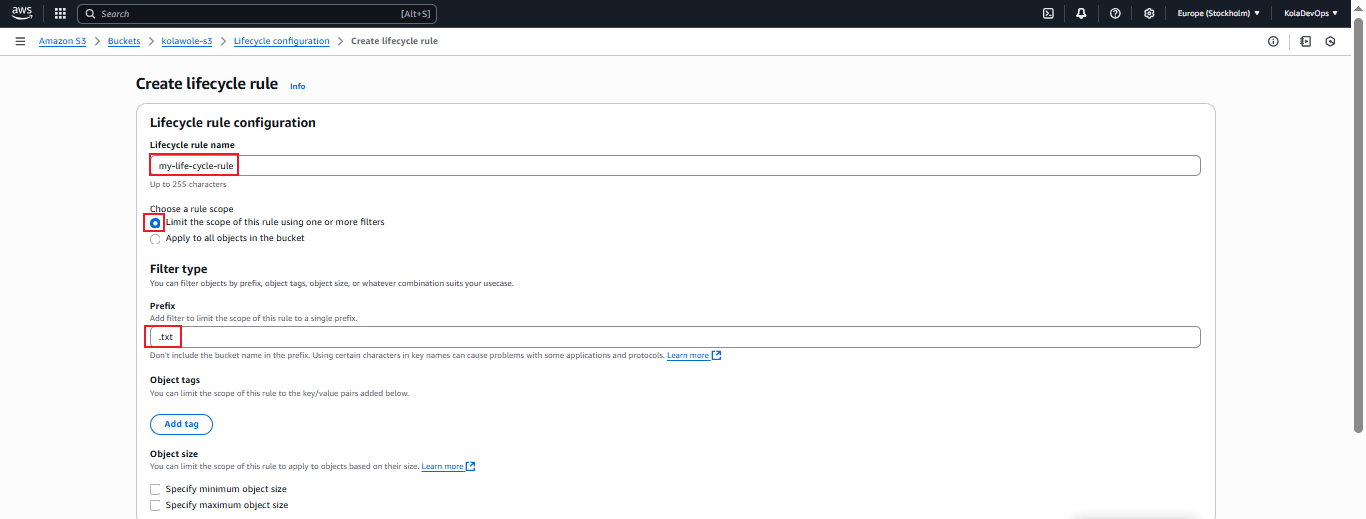 aws Search [Alt+S] Europe (Stockholm) ▼ KolaDevOps ▼
Amazon S3 > Buckets > kolawole-s3 > Lifecycle configuration > Create lifecycle rule
Create lifecycle rule Info
Lifecycle rule configuration
Lifecycle rule name
my-life-cycle-rule
Up to 255 characters
Choose a rule scope
Limit the scope of this rule using one or more filters
Apply to all objects in the bucket
Filter type
You can filter objects by prefix, object tags, object size, or whatever combination suits your usecase.
Prefix
Add filter to limit the scope of this rule to a single prefix.
.txt
Don't include the bucket name in the prefix. Using certain characters in key names can cause problems with some applications and protocols. Learn more
Object tags
You can limit the scope of this rule to the key/value pairs added below.
Add tag
Object size
You can limit the scope of this rule to apply to objects based on their size. Learn more
Specify minimum object size
Specify maximum object size